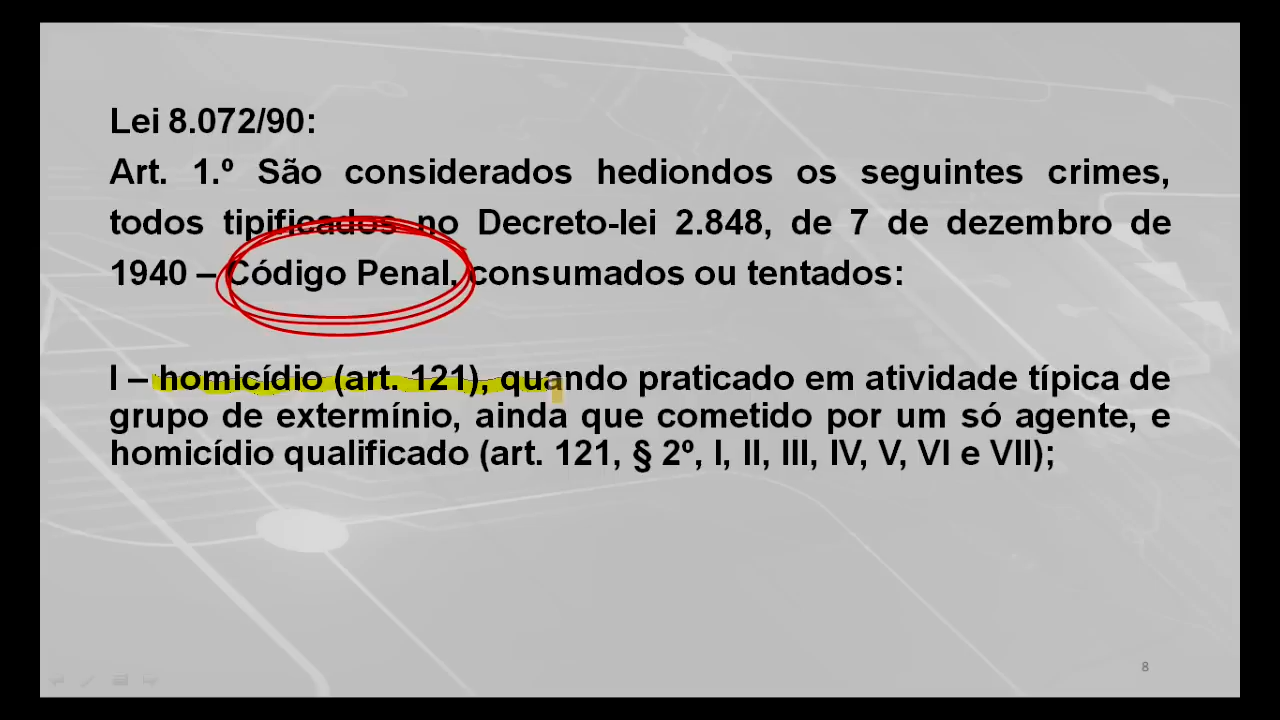 Lei 8.072/90:
Art. 1.º São considerados hediondos os seguintes crimes,
todos tipificados no Decreto-lei 2.848, de 7 de dezembro de
1940 – Código Penal, consumados ou tentados:
I – homicídio (art. 121), quando praticado em atividade típica de
grupo de extermínio, ainda que cometido por um só agente, e
homicídio qualificado (art. 121, § 2º, I, II, III, IV, V, VI e VII);
8